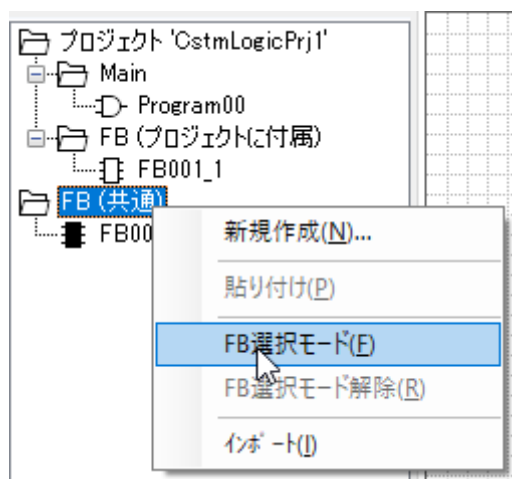 プロジェクト 'CstmLogicPrj1'
Main
Program00
FB (プロジェクトに付属)
FB001_1
FB (共通)
FB00
新規作成(N)...
貼り付け(P)
FB選択モード(F)
FB選択モード解除(R)
インポート(I)